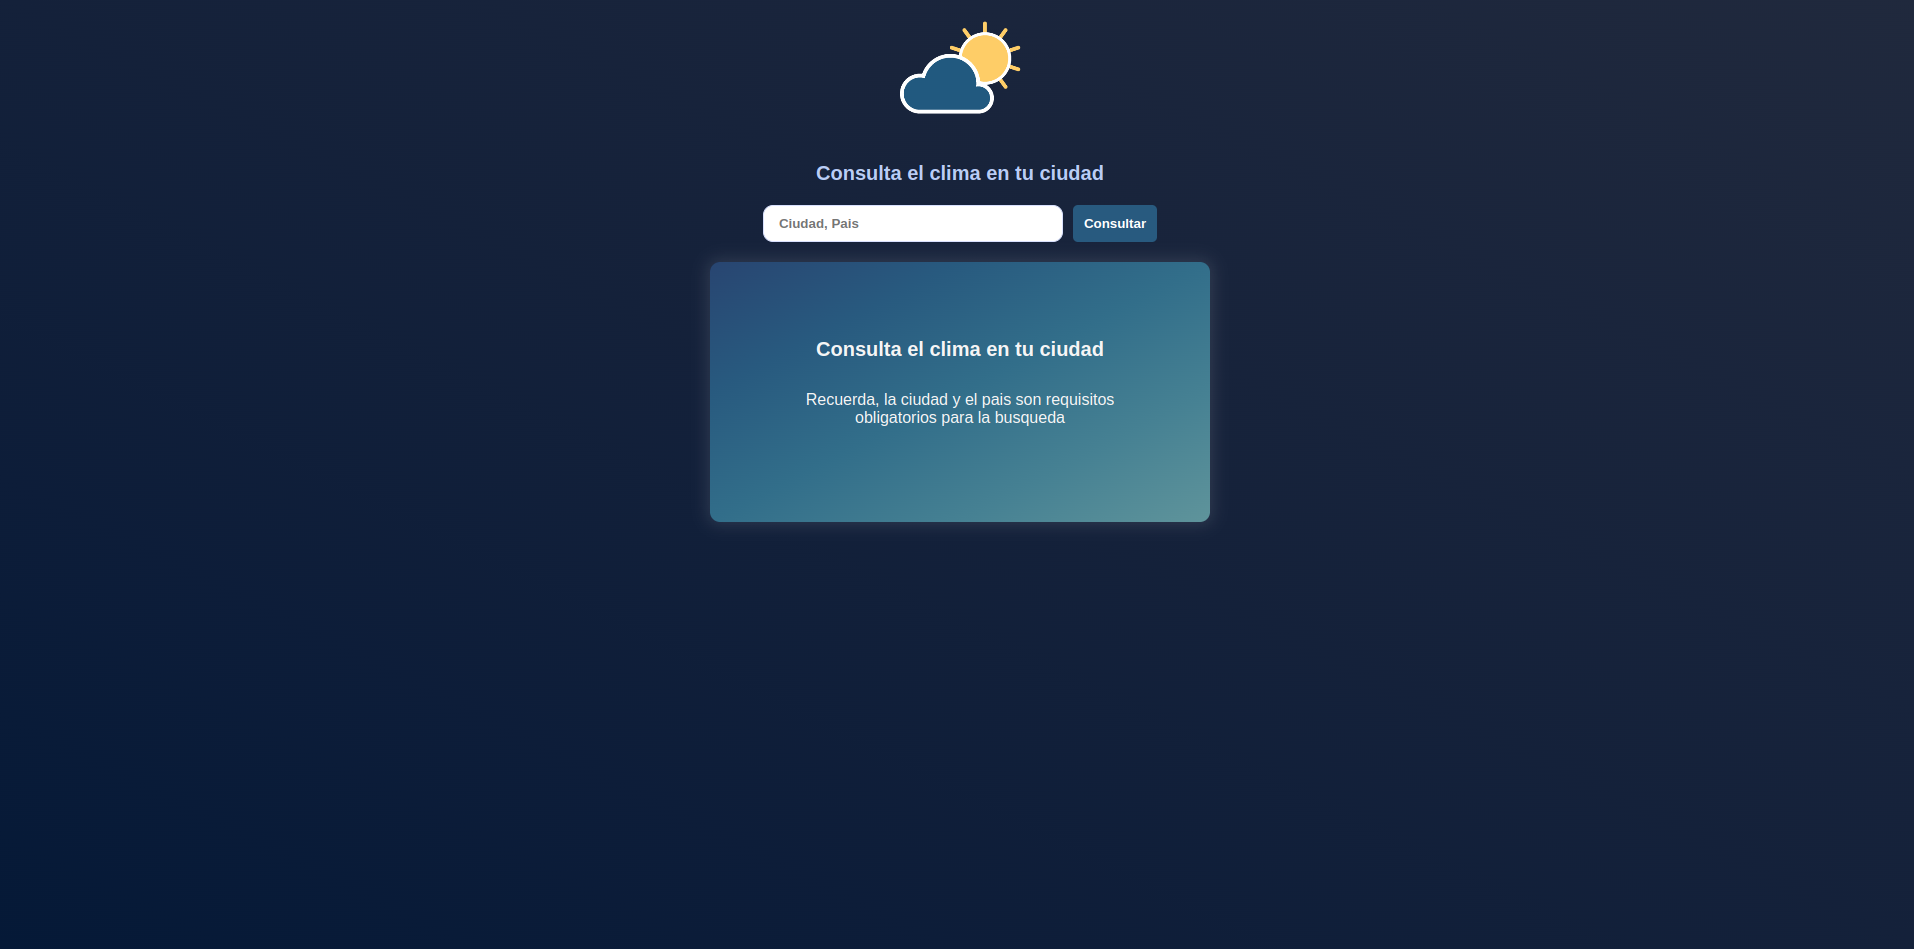 Consulta el clima en tu ciudad
Ciudad, Pais
Consultar
Consulta el clima en tu ciudad
Recuerda, la ciudad y el pais son requisitos
obligatorios para la busqueda